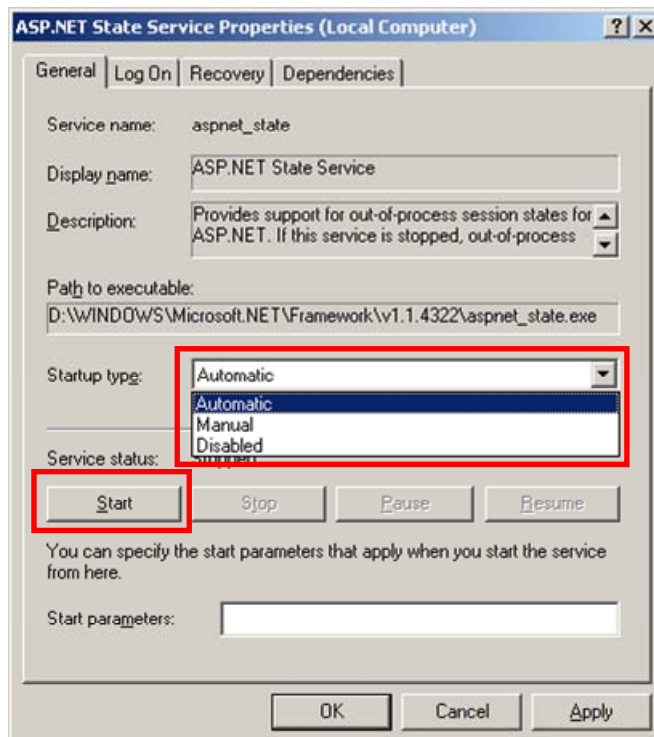 ASP.NET State Service Properties (Local Computer)
General Log On Recovery Dependencies
Service name: aspnet_state
Display name: ASP.NET State Service
Description: Provides support for out-of-process session states for
ASP.NET. If this service is stopped, out-of-process
Path to executable:
D:\WINDOWS\Microsoft.NET\Framework\v1.1.4322\aspnet_state.exe
Startup type: Automatic
Automatic
Manual
Disabled
Service status: Stopped
Start Stop Pause Resume
You can specify the start parameters that apply when you start the service
from here.
Start parameters:
OK Cancel Apply